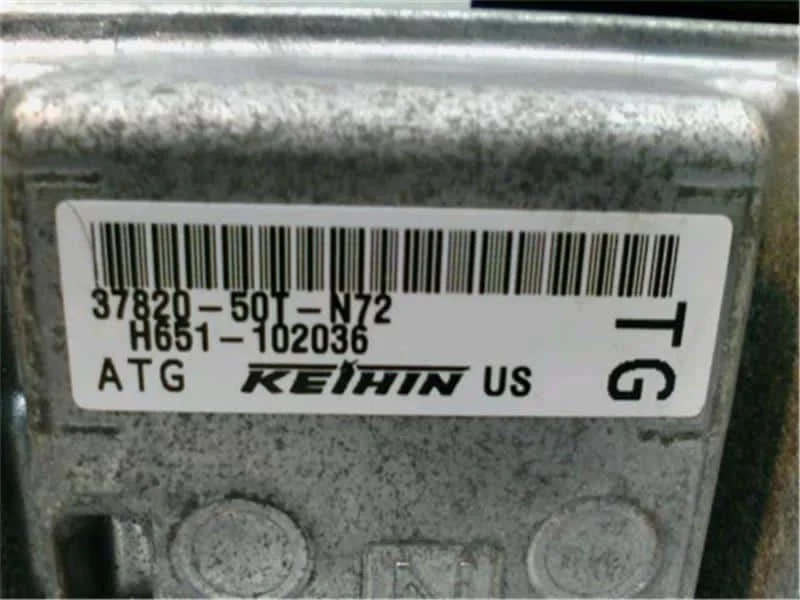 37820-50T-N72
H651-102036
ATG KEIHIN US
TG
N